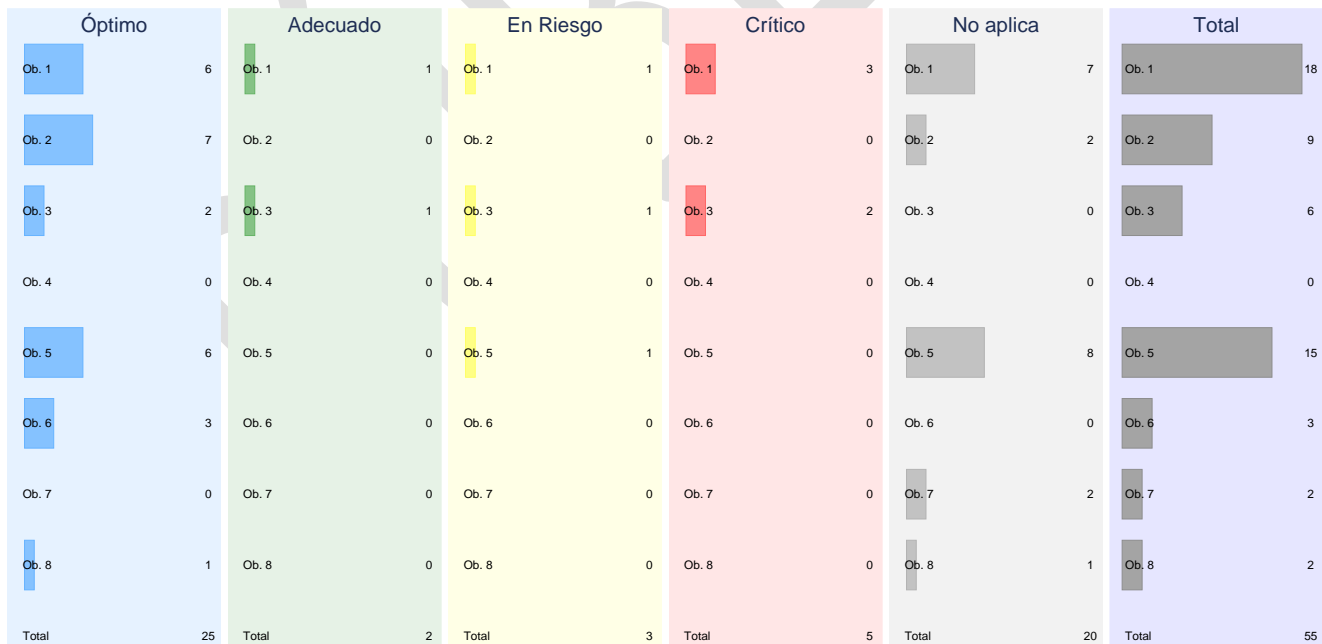 Óptimo Adecuado En Riesgo Crítico No aplica Total
Ob. 1 6 Ob. 1 1 Ob. 1 1 Ob. 1 3 Ob. 1 7 Ob. 1 18
Ob. 2 7 Ob. 2 0 Ob. 2 0 Ob. 2 0 Ob. 2 2 Ob. 2 9
Ob. 3 2 Ob. 3 1 Ob. 3 1 Ob. 3 2 Ob. 3 0 Ob. 3 6
Ob. 4 0 Ob. 4 0 Ob. 4 0 Ob. 4 0 Ob. 4 0 Ob. 4 0
Ob. 5 6 Ob. 5 0 Ob. 5 1 Ob. 5 0 Ob. 5 8 Ob. 5 15
Ob. 6 3 Ob. 6 0 Ob. 6 0 Ob. 6 0 Ob. 6 0 Ob. 6 3
Ob. 7 0 Ob. 7 0 Ob. 7 0 Ob. 7 0 Ob. 7 2 Ob. 7 2
Ob. 8 1 Ob. 8 0 Ob. 8 0 Ob. 8 0 Ob. 8 1 Ob. 8 2
Total 25 Total 2 Total 3 Total 5 Total 20 Total 55